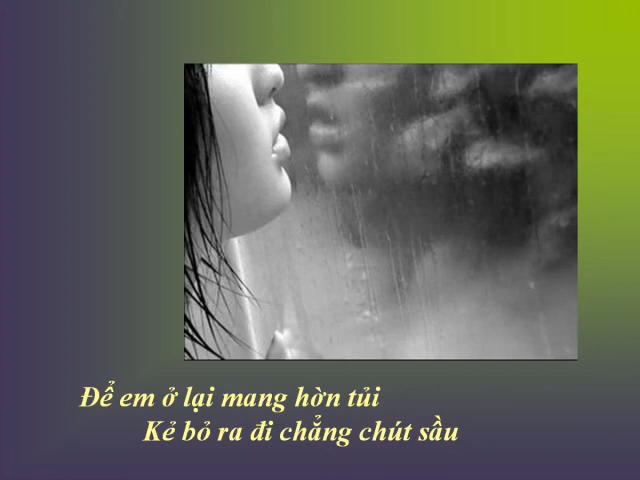 Để em ở lại mang hờn tủi
Kẻ bỏ ra đi chẳng chút sầu